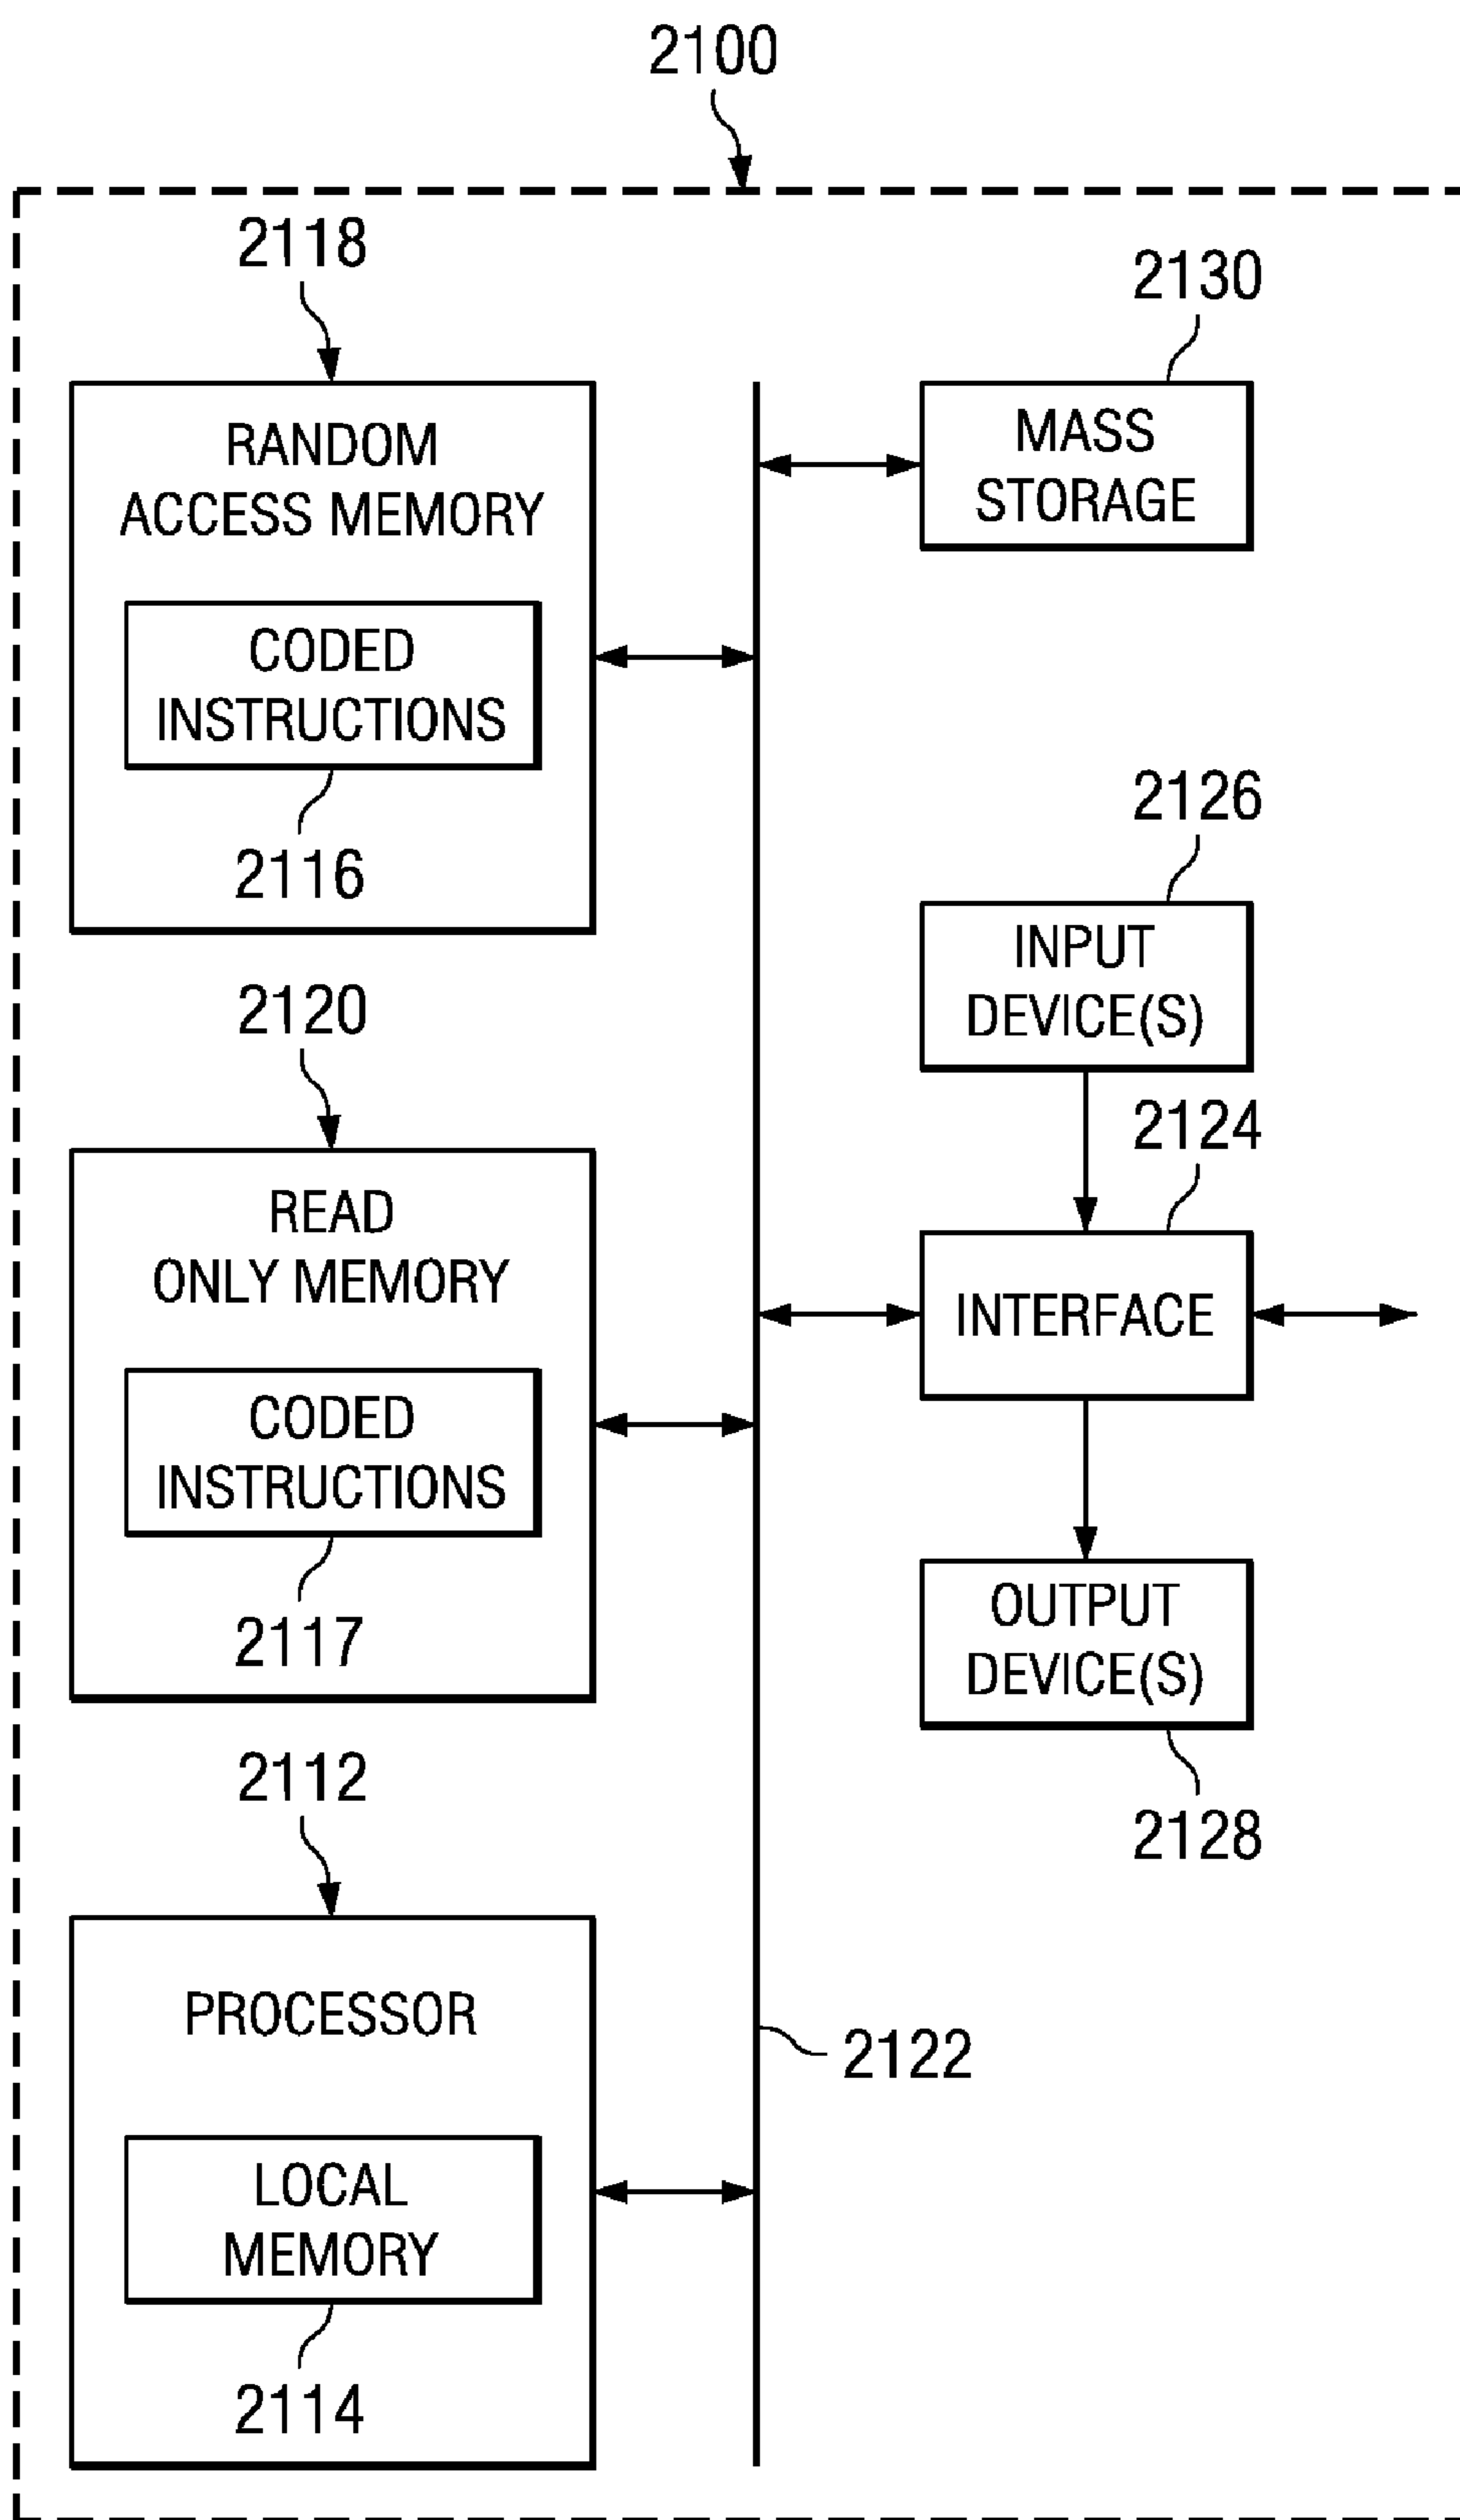 2100
2118
2130
RANDOM
ACCESS MEMORY
MASS
STORAGE
CODED
INSTRUCTIONS
2116
2126
INPUT
DEVICE(S)
2120
2124
READ
ONLY MEMORY
INTERFACE
CODED
INSTRUCTIONS
2117
OUTPUT
DEVICE(S)
2128
2112
PROCESSOR
2122
LOCAL
MEMORY
2114